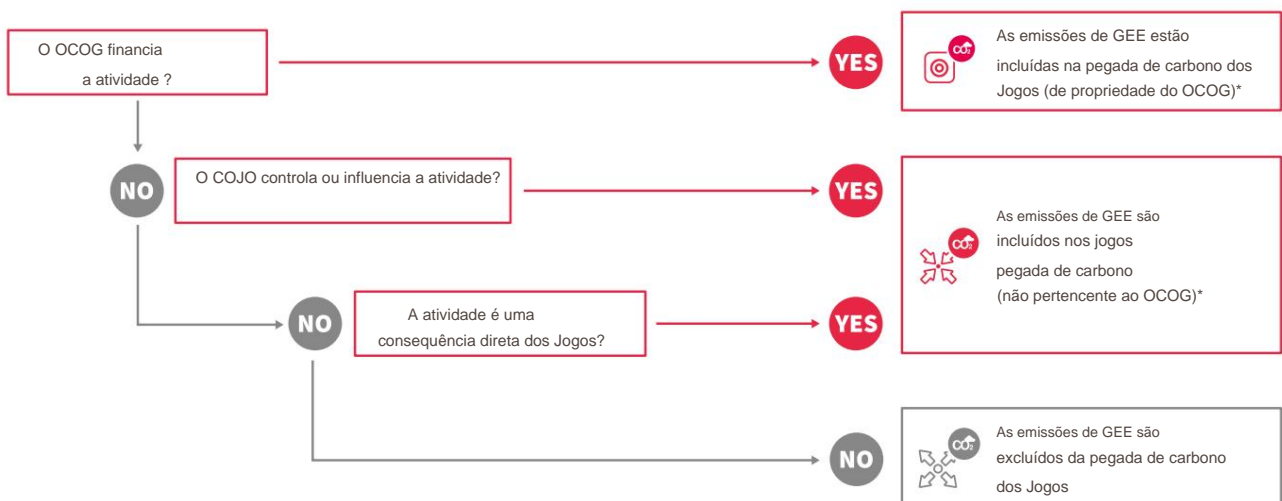 O OCOG financia
a atividade ?
YES
CO₂
As emissões de GEE estão
incluídas na pegada de carbono dos
Jogos (de propriedade do OCOG)*
NO
O COJO controla ou influencia a atividade?
YES
CO₂
As emissões de GEE são
incluídos nos jogos
pegada de carbono
(não pertencente ao OCOG)*
NO
A atividade é uma
consequência direta dos Jogos?
YES
NO
CO₂
As emissões de GEE são
excluídos da pegada de carbono
dos Jogos